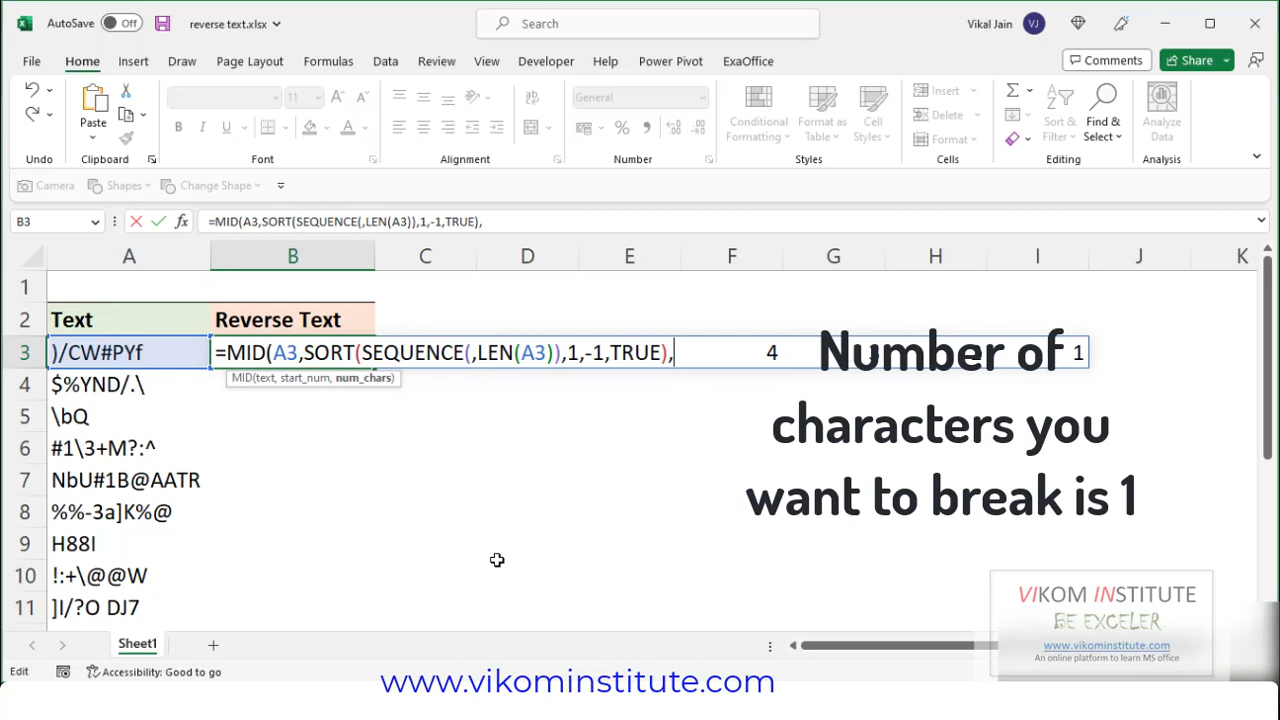 AutoSave Off reverse text.xlsx Search Vikal Jain VJ
File Home Insert Draw Page Layout Formulas Data Review View Developer Help Power Pivot ExaOffice Comments Share
Paste
11
General
Conditional Formatting
Format as Table
Cell Styles
Insert
Delete
Format
Sort & Filter
Find & Select
Analyze Data
Undo Clipboard Font Alignment Number Styles Cells Editing Analysis
Camera Shapes Change Shape
B3 fx =MID(A3,SORT(SEQUENCE(,LEN(A3)),1,-1,TRUE),
A B C D E F G H I J K
1
2 Text Reverse Text
3 )/CW#PYf =MID(A3,SORT(SEQUENCE(,LEN(A3)),1,-1,TRUE), 4 1
MID(text, start_num, num_chars)
4 $%YND/.\
5 \bQ
6 #1\3+M?:^
7 NbU#1B@AATR
8 %%-3a]K%@
9 H88I
10 !:+\@@W
11 ]I/?O DJ7
Number of
characters you
want to break is 1
VIKOM INSTITUTE
BE EXCELER
www.vikominstitute.com
An online platform to learn MS office
Sheet1
Edit Accessibility: Good to go
www.vikominstitute.com